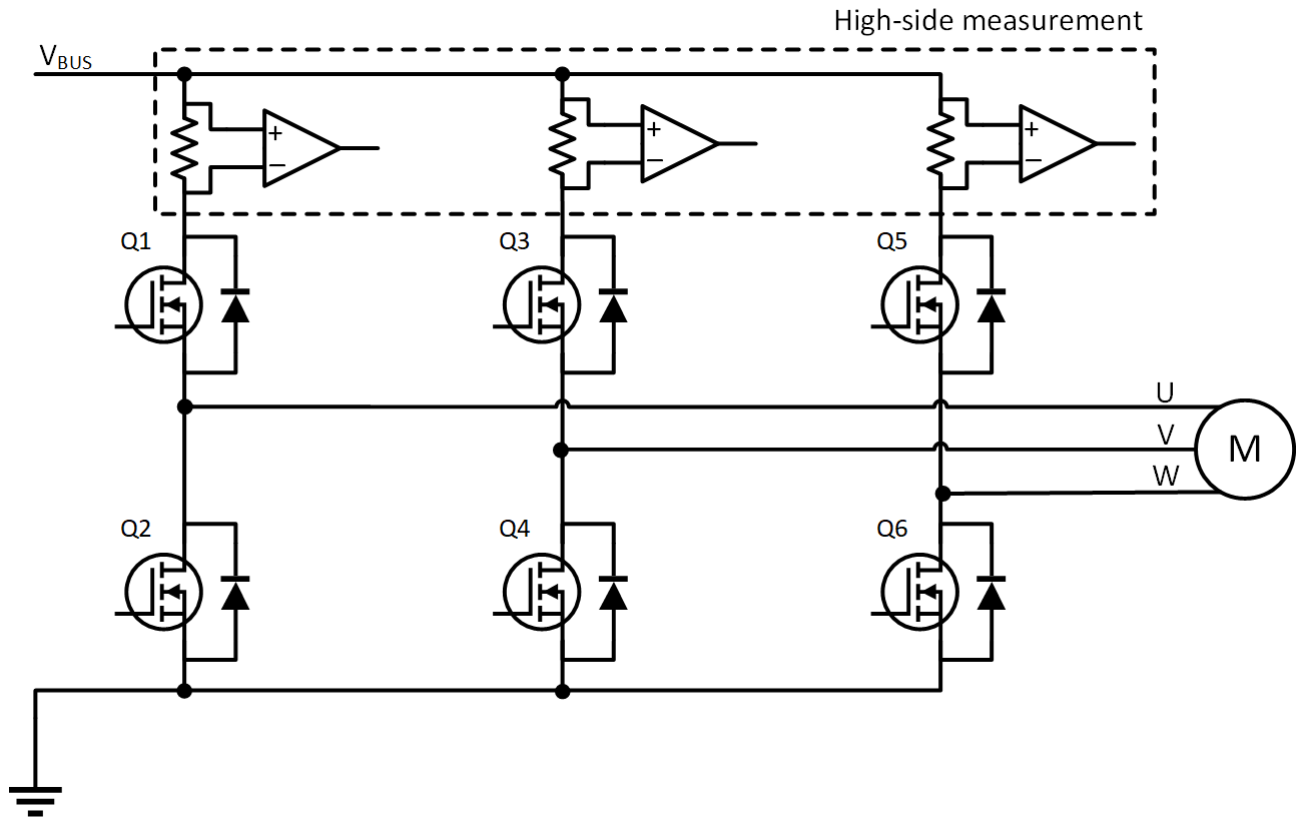 High-side measurement
VBUS
+
−
+
−
+
−
Q1
Q3
Q5
U
V
W
M
Q2
Q4
Q6